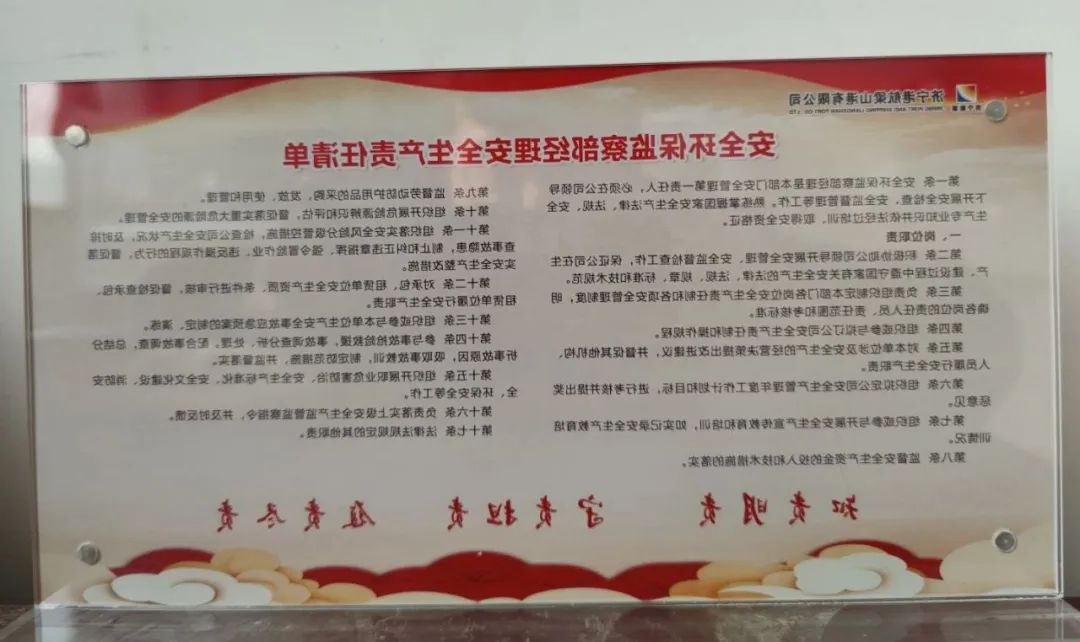 济宁港航梁山港有限公司
JINING PORT AND SHIPPING LIANGSHAN PORT CO., LTD
安全环保监察部经理安全生产责任清单
第一条 安全环保监察部经理是本部门安全管理第一责任人，必须在公司领导
下开展安全检查、安全监督管理等工作。熟练掌握国家安全生产法律、法规、安全
生产专业知识并依法经过培训、取得安全资格证。
一、岗位职责
第二条 积极协助公司领导开展安全管理、安全监督检查工作，保证公司在生
产、建设过程中遵守国家有关安全生产的法律、法规、规章、标准和技术规范。
第三条 负责组织制定本部门各岗位安全生产责任制和各项安全管理制度，明
确各岗位的责任人员、责任范围和考核标准。
第四条 组织或参与拟订公司安全生产责任制和操作规程。
第五条 对本单位涉及安全生产的经营决策提出改进建议，并督促其他机构、
人员履行安全生产职责。
第六条 组织拟定公司安全生产管理年度工作计划和目标，进行考核并提出奖
惩意见。
第七条 组织或参与开展安全生产宣传教育和培训，如实记录安全生产教育培
训情况。
第八条 监督安全生产资金的投入和技术措施的落实。
第九条 监督劳动防护用品的采购、发放、使用和管理。
第十条 组织开展危险源辨识和评估，督促落实重大危险源的安全管理。
第十一条 组织落实安全风险分级管控措施，检查公司安全生产状况，及时排
查事故隐患，制止和纠正违章指挥、强令冒险作业、违反操作规程的行为，督促落
实安全生产整改措施。
第十二条 对承包、租赁单位安全生产资质、条件进行审核，督促检查承包、
租赁单位履行安全生产职责。
第十三条 组织或参与本单位生产安全事故应急预案的制定、演练。
第十四条 参与事故抢险救援，事故调查分析、处理。配合事故调查，总结分
析事故原因，吸取事故教训，制定防范措施，并监督落实。
第十五条 组织开展职业危害防治、安全生产标准化、安全文化建设、消防安
全、环保安全等工作。
第十六条 负责落实上级安全生产监管监察指令，并及时反馈。
第十七条 法律法规规定的其他职责。
知责明责 守责担责 履责尽责